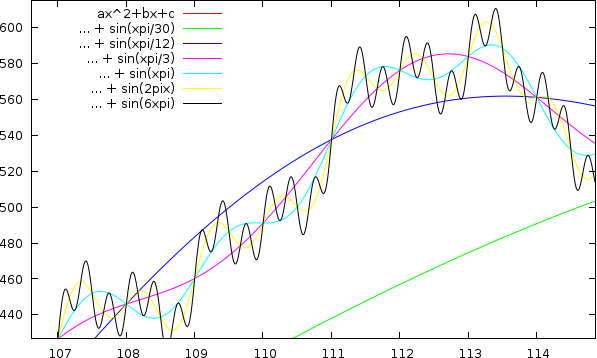 ax^2+bx+c
... + sin(xpi/30)
... + sin(xpi/12)
... + sin(xpi/3)
... + sin(xpi)
... + sin(2pix)
... + sin(6xpi)
600
580
560
540
520
500
480
460
440
107 108 109 110 111 112 113 114